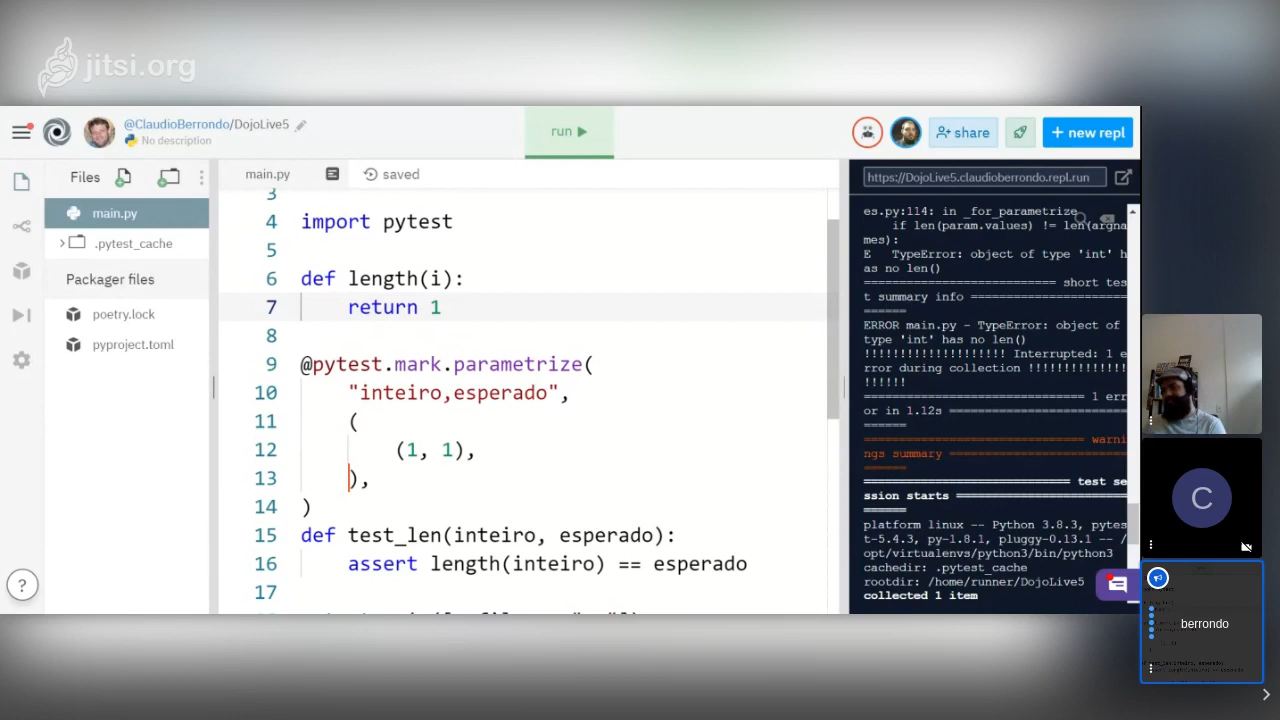 jitsi.org
@ClaudioBerrondo/DojoLive5
No description
run
share
+ new repl
Files
main.py
.pytest_cache
Packager files
poetry.lock
pyproject.toml
main.py
saved
3
4 import pytest
5
6 def length(i):
7 return 1
8
9 @pytest.mark.parametrize(
10 "inteiro,esperado",
11 (
12 (1, 1),
13 ),
14 )
15 def test_len(inteiro, esperado):
16 assert length(inteiro) == esperado
17
https://DojoLive5.claudioberrondo.repl.run
es.py:114: in _for_parametrize
if len(param.values) != len(argna
mes):
E TypeError: object of type 'int' h
as no len()
========================== short tes
t summary info ====================
======
ERROR main.py - TypeError: object of
type 'int' has no len()
!!!!!!!!!!!!!!!!!!!! Interrupted: 1 e
rror during collection !!!!!!!!!!!!!!
!!!!!!
============================ 1 err
or in 1.12s =======================
======
============================ warni
ngs summary =======================
======
========================== test se
ssion starts ======================
======
platform linux -- Python 3.8.3, pytes
t-5.4.3, py-1.8.1, pluggy-0.13.1 -- /
opt/virtualenvs/python3/bin/python3
cachedir: .pytest_cache
rootdir: /home/runner/DojoLive5
collected 1 item
?
C
berrondo